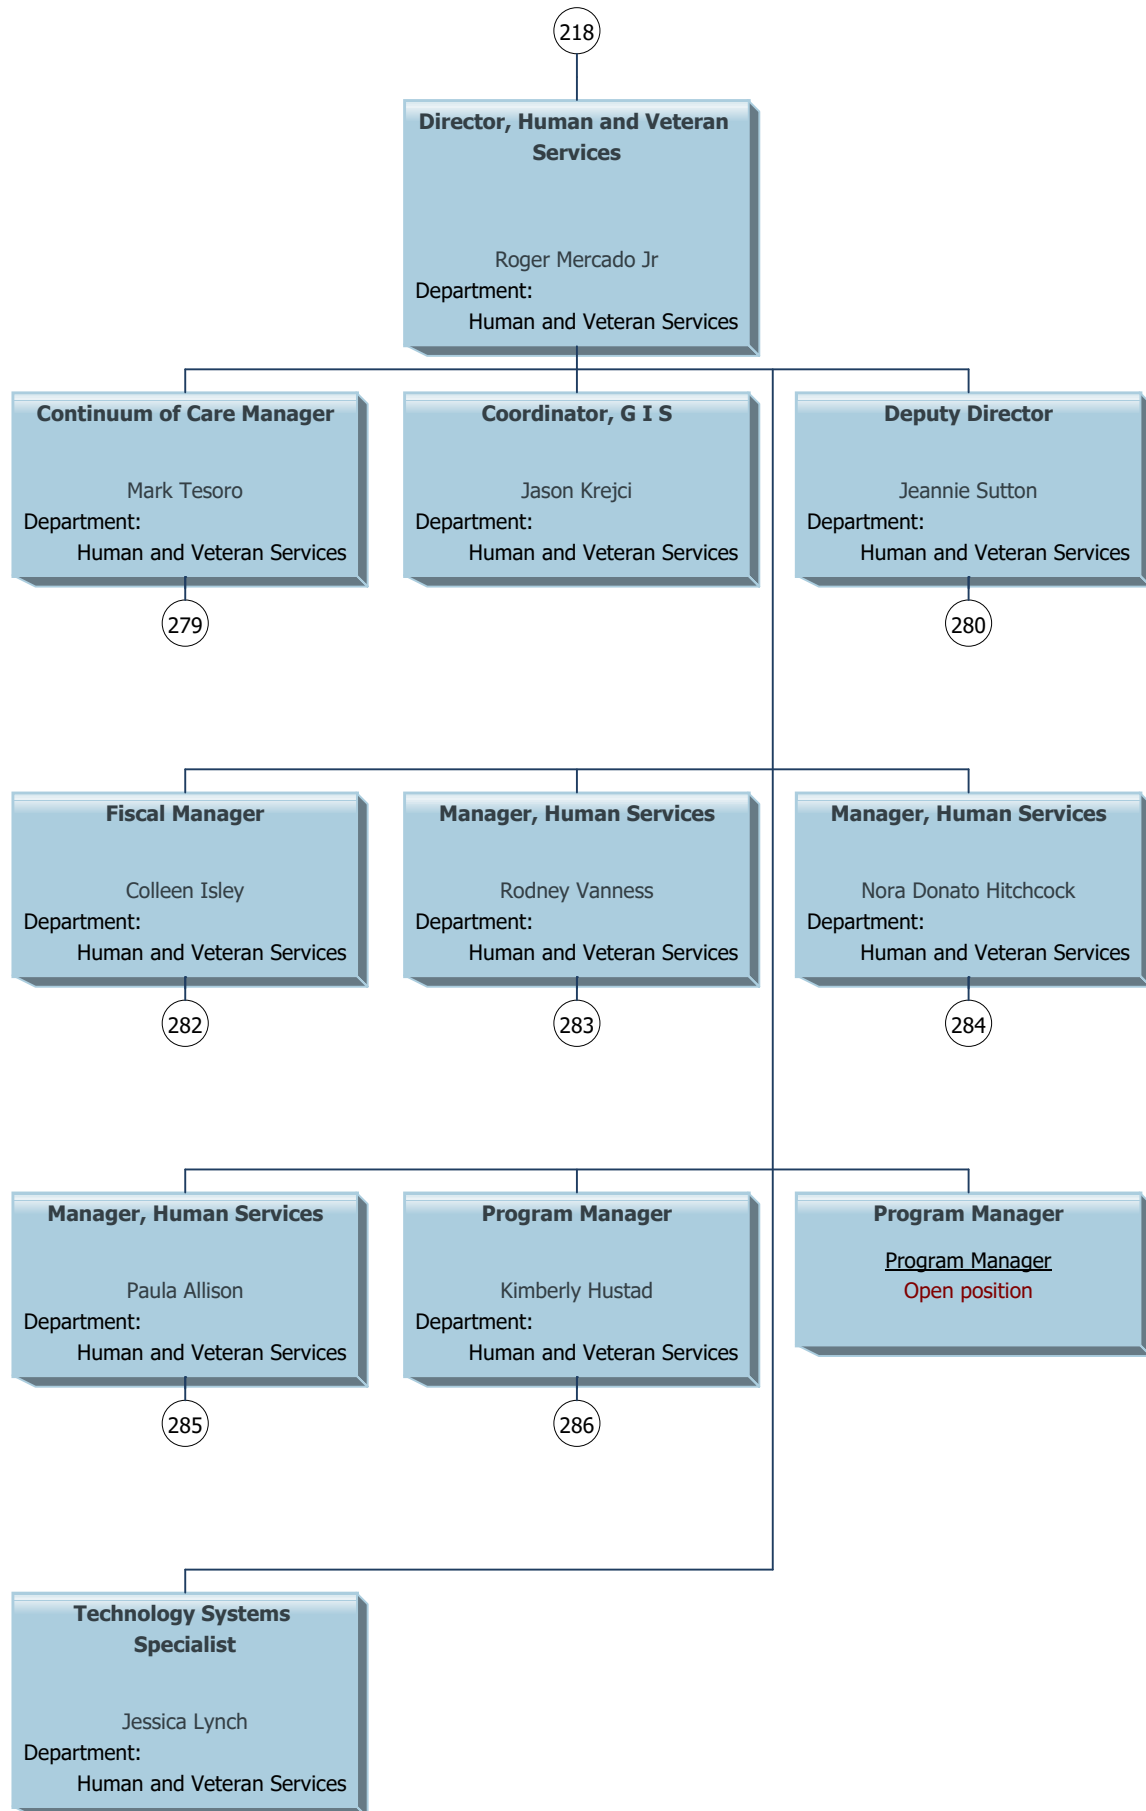 218
Director, Human and Veteran
Services
Roger Mercado Jr
Department:
Human and Veteran Services
Continuum of Care Manager
Mark Tesoro
Department:
Human and Veteran Services
279
Coordinator, G I S
Jason Krejci
Department:
Human and Veteran Services
Deputy Director
Jeannie Sutton
Department:
Human and Veteran Services
280
Fiscal Manager
Colleen Isley
Department:
Human and Veteran Services
282
Manager, Human Services
Rodney Vanness
Department:
Human and Veteran Services
283
Manager, Human Services
Nora Donato Hitchcock
Department:
Human and Veteran Services
284
Manager, Human Services
Paula Allison
Department:
Human and Veteran Services
285
Program Manager
Kimberly Hustad
Department:
Human and Veteran Services
286
Program Manager
Program Manager
Open position
Technology Systems
Specialist
Jessica Lynch
Department:
Human and Veteran Services